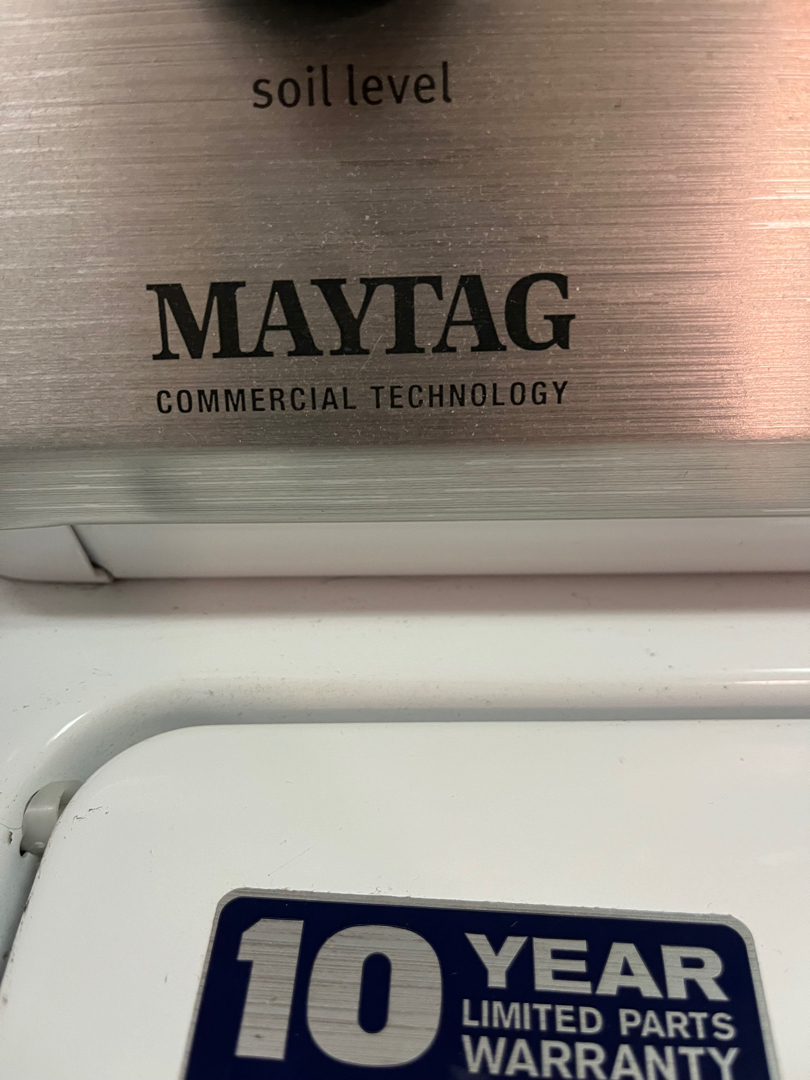 soil level
MAYTAG
COMMERCIAL TECHNOLOGY
10 YEAR
LIMITED PARTS
WARRANTY